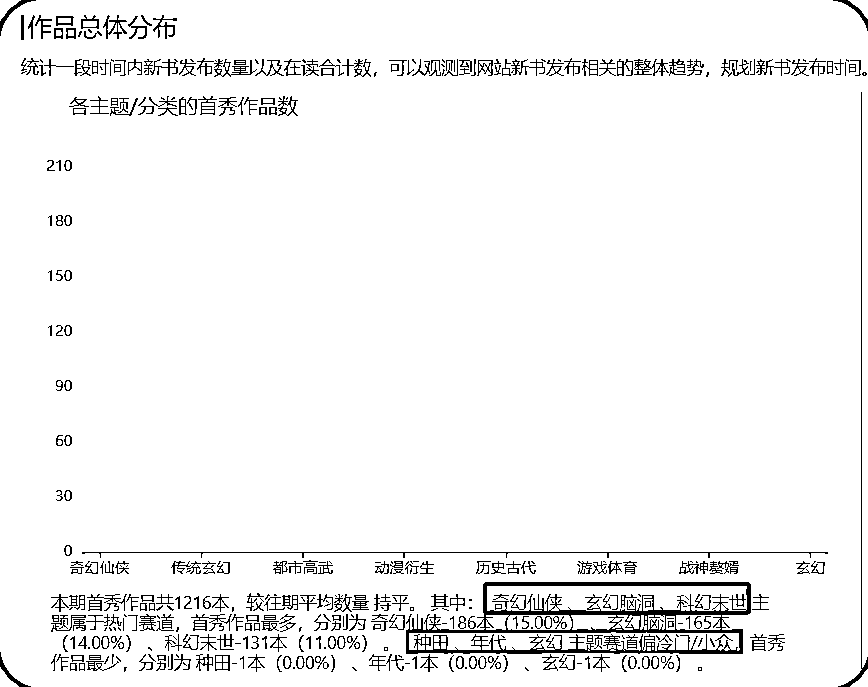 作品总体分布
统计一段时间内新书发布数量以及在读合计数，可以观测到网站新书发布相关的整体趋势，规划新书发布时间。
各主题/分类的首秀作品数
210
180
150
120
90
60
30
0
奇幻仙侠 传统玄幻 都市高武 动漫衍生 历史古代 游戏体育 战神赘婿 玄幻
本期首秀作品共1216本，较往期平均数量 持平。 其中： 奇幻仙侠 、玄幻脑洞 、科幻末世 主
题属于热门赛道，首秀作品最多，分别为 奇幻仙侠-186本（15.00%） 、玄幻脑洞-165本
（14.00%） 、科幻末世-131本（11.00%） 。 种田 、年代 、玄幻 主题赛道偏冷门//小众，首秀
作品最少，分别为 种田-1本（0.00%） 、年代-1本（0.00%） 、玄幻-1本（0.00%） 。